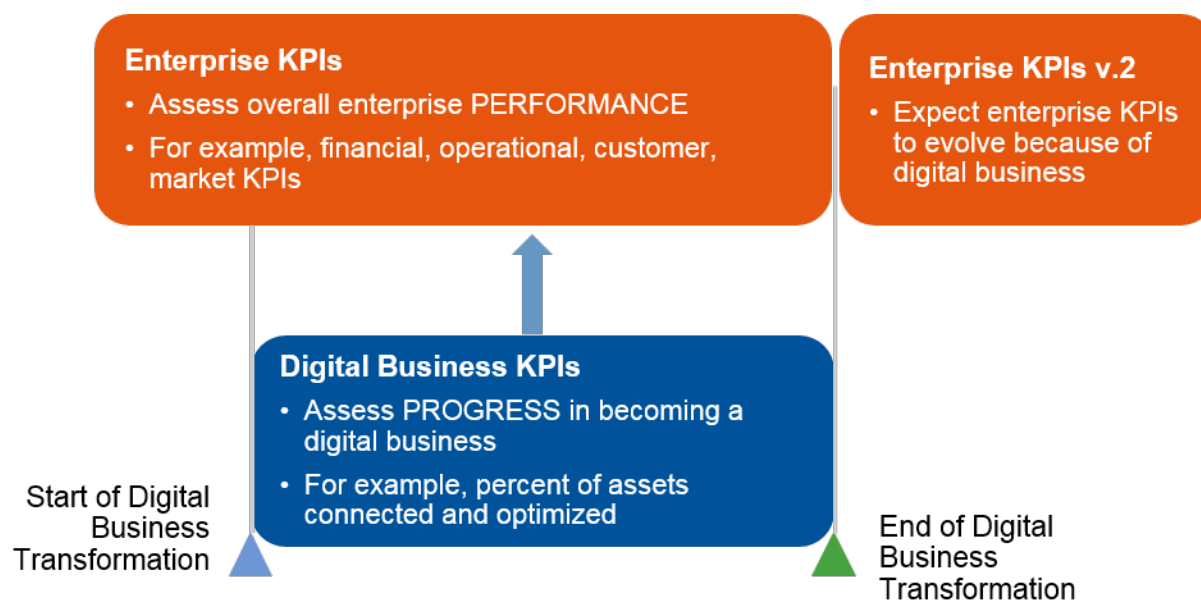 Enterprise KPIs
• Assess overall enterprise PERFORMANCE
• For example, financial, operational, customer,
market KPIs
Enterprise KPIs v.2
• Expect enterprise KPIs
to evolve because of
digital business
Digital Business KPIs
• Assess PROGRESS in becoming a
digital business
• For example, percent of assets
connected and optimized
Start of Digital
Business
Transformation
End of Digital
Business
Transformation